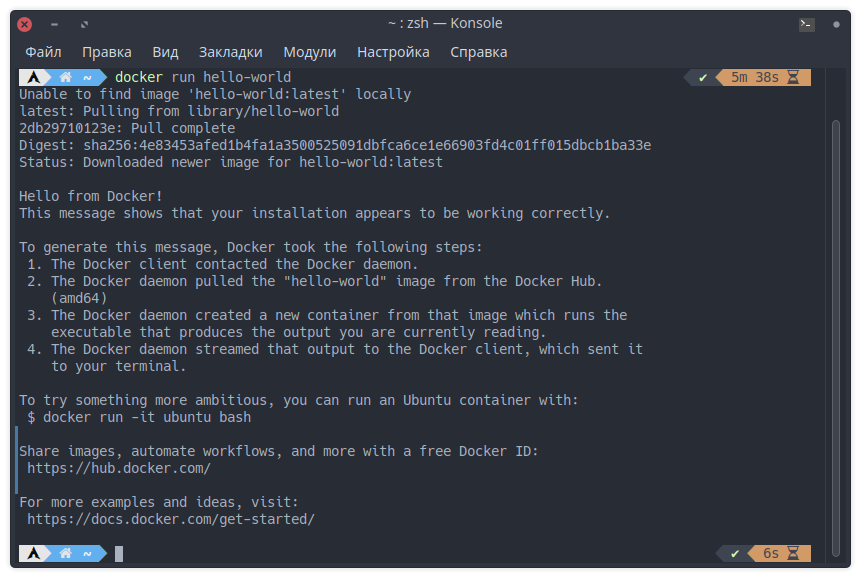 ~ : zsh — Konsole
Файл Правка Вид Закладки Модули Настройка Справка
~ docker run hello-world ✔ 5m 38s
Unable to find image 'hello-world:latest' locally
latest: Pulling from library/hello-world
2db29710123e: Pull complete
Digest: sha256:4e83453afed1b4fa1a3500525091dbfca6ce1e66903fd4c01ff015dbcb1ba33e
Status: Downloaded newer image for hello-world:latest
Hello from Docker!
This message shows that your installation appears to be working correctly.
To generate this message, Docker took the following steps:
1. The Docker client contacted the Docker daemon.
2. The Docker daemon pulled the "hello-world" image from the Docker Hub.
(amd64)
3. The Docker daemon created a new container from that image which runs the
executable that produces the output you are currently reading.
4. The Docker daemon streamed that output to the Docker client, which sent it
to your terminal.
To try something more ambitious, you can run an Ubuntu container with:
$ docker run -it ubuntu bash
Share images, automate workflows, and more with a free Docker ID:
https://hub.docker.com/
For more examples and ideas, visit:
https://docs.docker.com/get-started/
~ ✔ 6s